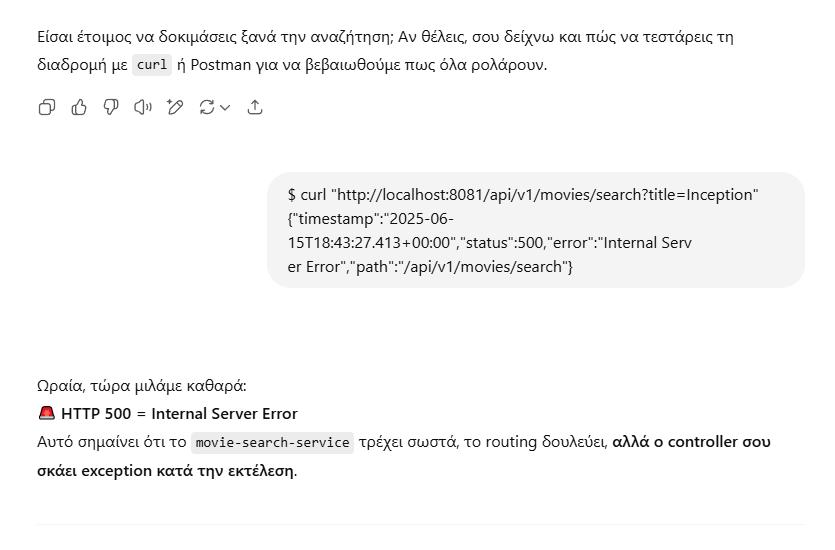 Είσαι έτοιμος να δοκιμάσεις ξανά την αναζήτηση; Αν θέλεις, σου δείχνω και πώς να τεστάρεις τη
διαδρομή με curl ή Postman για να βεβαιωθούμε πως όλα ρολάρουν.
$ curl "http://localhost:8081/api/v1/movies/search?title=Inception"
{"timestamp":"2025-06-
15T18:43:27.413+00:00","status":500,"error":"Internal Serv
er Error","path":"/api/v1/movies/search"}
Ωραία, τώρα μιλάμε καθαρά:
🚨 HTTP 500 = Internal Server Error
Αυτό σημαίνει ότι το movie-search-service τρέχει σωστά, το routing δουλεύει, αλλά ο controller σου
σκάει exception κατά την εκτέλεση.